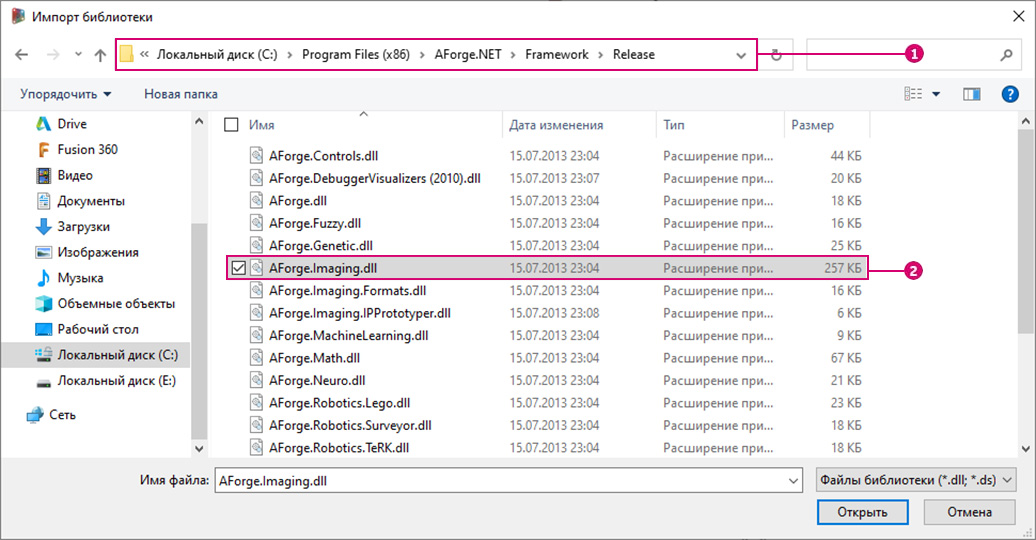 Импорт библиотеки
« Локальный диск (C:) > Program Files (x86) > AForge.NET > Framework > Release
1
Упорядочить
Новая папка
?
Drive
Fusion 360
Видео
Документы
Загрузки
Изображения
Музыка
Объемные объекты
Рабочий стол
Локальный диск (C:)
Локальный диск (E:)
Сеть
Имя Дата изменения Тип Размер
AForge.Controls.dll 15.07.2013 23:04 Расширение при... 44 КБ
AForge.DebuggerVisualizers (2010).dll 15.07.2013 23:07 Расширение при... 20 КБ
AForge.dll 15.07.2013 23:04 Расширение при... 18 КБ
AForge.Fuzzy.dll 15.07.2013 23:04 Расширение при... 16 КБ
AForge.Genetic.dll 15.07.2013 23:04 Расширение при... 25 КБ
AForge.Imaging.dll 15.07.2013 23:04 Расширение при... 257 КБ
2
AForge.Imaging.Formats.dll 15.07.2013 23:04 Расширение при... 16 КБ
AForge.Imaging.IPPrototyper.dll 15.07.2013 23:08 Расширение при... 6 КБ
AForge.MachineLearning.dll 15.07.2013 23:04 Расширение при... 9 КБ
AForge.Math.dll 15.07.2013 23:04 Расширение при... 67 КБ
AForge.Neuro.dll 15.07.2013 23:04 Расширение при... 21 КБ
AForge.Robotics.Lego.dll 15.07.2013 23:04 Расширение при... 23 КБ
AForge.Robotics.Surveyor.dll 15.07.2013 23:04 Расширение при... 18 КБ
AForge.Robotics.TeRK.dll 15.07.2013 23:04 Расширение при... 18 КБ
Имя файла: AForge.Imaging.dll
Файлы библиотеки (*.dll; *.ds)
Открыть
Отмена